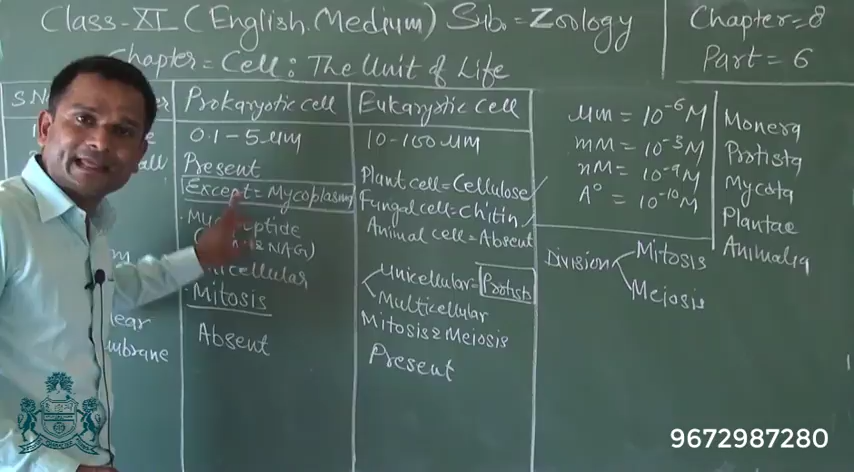 Class-XI (English Medium) Sub. = Zoology
Chapter = Cell: The Unit of Life
Chapter=8
Part = 6
S.N
Prokaryotic cell
Eukaryotic cell
0.1-5 µm
10-100 µm
Present
Except = Mycoplasma
Plant cell = Cellulose
Fungal cell = Chitin
Animal cell = Absent
NAG)
Unicellular = Protists
Multicellular
Mitosis
Mitosis & Meiosis
Absent
Present
µm = 10-6 M
mM = 10-3 M
nM = 10-9 M
A° = 10-10 M
Division
Mitosis
Meiosis
Monera
Protista
Mycota
Plantae
Animalia
9672987280